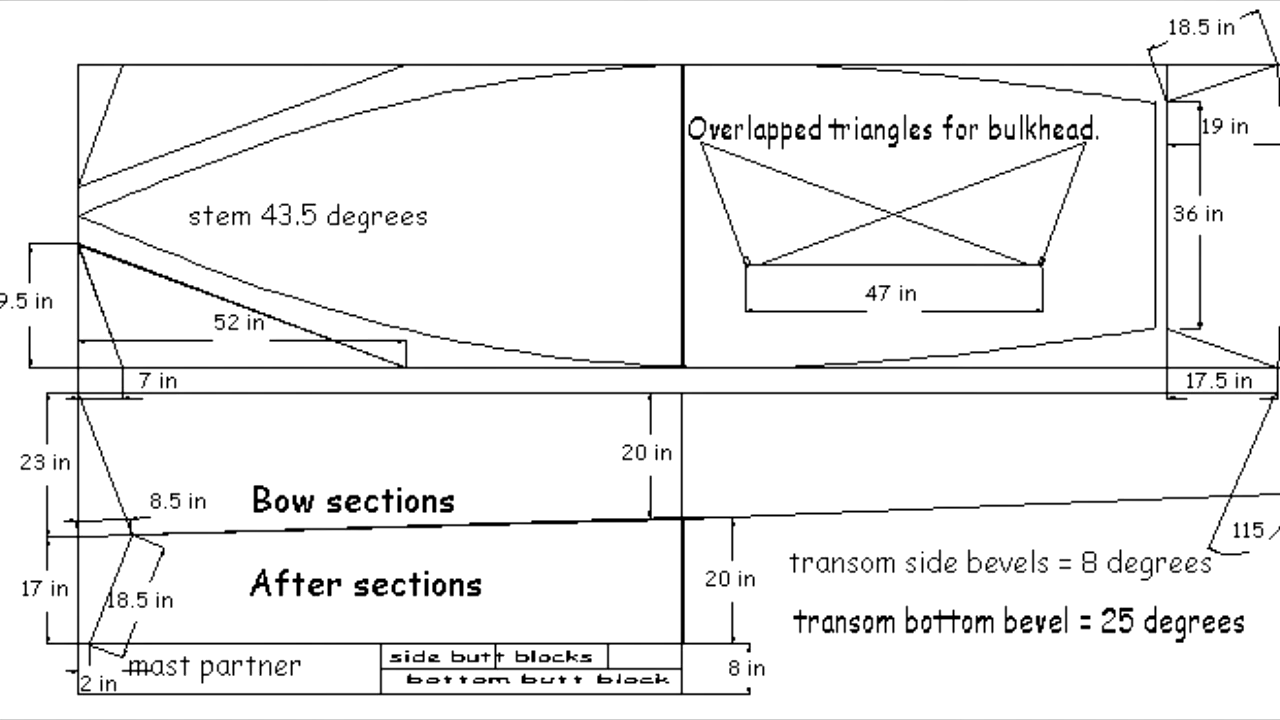 18.5 in
Overlapped triangles for bulkhead.
19 in
stem 43.5 degrees
36 in
9.5 in
47 in
52 in
7 in
17.5 in
23 in
20 in
8.5 in
Bow sections
115
transom side bevels = 8 degrees
17 in
18.5 in
After sections
20 in
transom bottom bevel = 25 degrees
mast partner
side butt blocks
8 in
bottom butt block
2 in